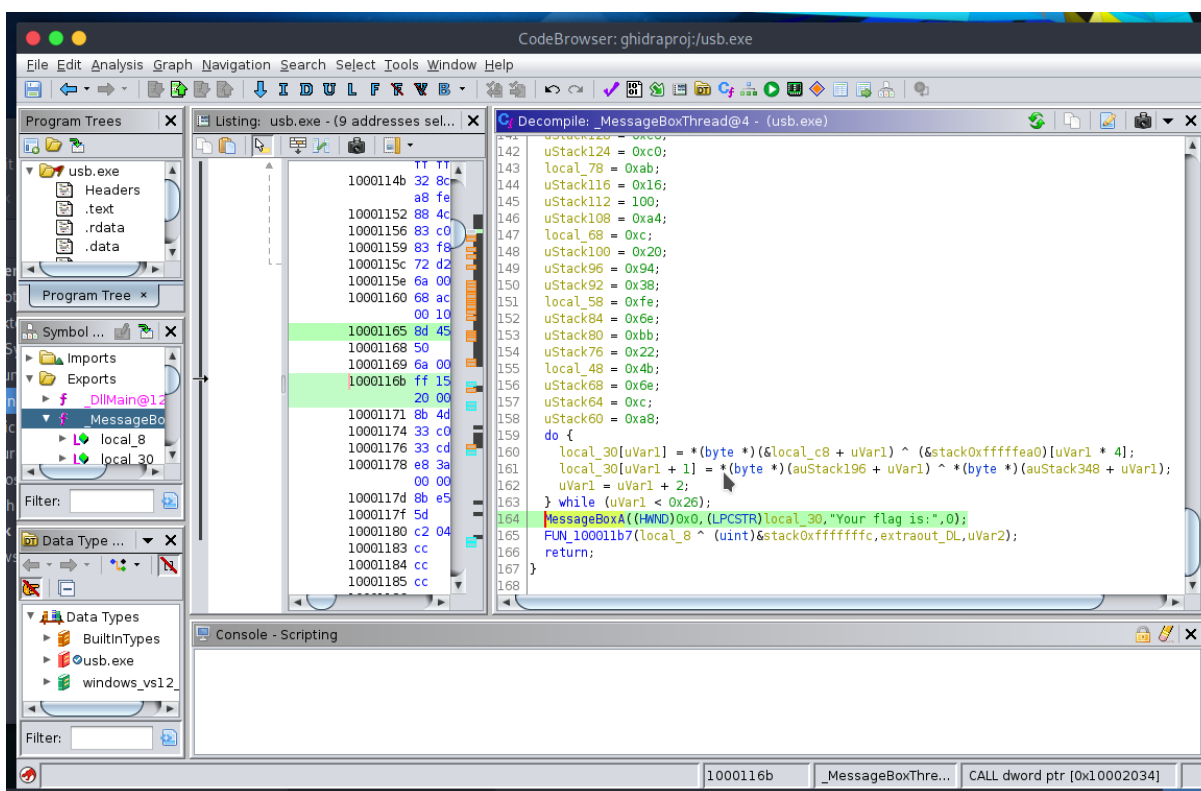 CodeBrowser: ghidraproj:/usb.exe
File Edit Analysis Graph Navigation Search Select Tools Window Help
I D U L F B
Program Trees
usb.exe
Headers
.text
.rdata
.data
Program Tree
Symbol ...
Imports
Exports
f _DllMain@12
f _MessageBo
local_8
local_30
Filter:
Data Type ...
Data Types
BuiltInTypes
usb.exe
windows_vs12_
Filter:
Listing: usb.exe - (9 addresses sel...
1000114b 32 8c
a8 fe
10001152 88 4c
10001156 83 c0
10001159 83 f8
1000115c 72 d2
1000115e 6a 00
10001160 68 ac
00 10
10001165 8d 45
10001168 50
10001169 6a 00
1000116b ff 15
20 00
10001171 8b 4d
10001174 33 c0
10001176 33 cd
10001178 e8 3a
00 00
1000117d 8b e5
1000117f 5d
10001180 c2 04
10001183 cc
10001184 cc
10001185 cc
Decompile: _MessageBoxThread@4 - (usb.exe)
142 uStack124 = 0xc0;
143 local_78 = 0xab;
144 uStack116 = 0x16;
145 uStack112 = 100;
146 uStack108 = 0xa4;
147 local_68 = 0xc;
148 uStack100 = 0x20;
149 uStack96 = 0x94;
150 uStack92 = 0x38;
151 local_58 = 0xfe;
152 uStack84 = 0x6e;
153 uStack80 = 0xbb;
154 uStack76 = 0x22;
155 local_48 = 0x4b;
156 uStack68 = 0x6e;
157 uStack64 = 0xc;
158 uStack60 = 0xa8;
159 do {
160 local_30[uVar1] = *(byte *)(&local_c8 + uVar1) ^ (&stack0xfffffea0)[uVar1 * 4];
161 local_30[uVar1 + 1] = *(byte *)(auStack196 + uVar1) ^ *(byte *)(auStack348 + uVar1);
162 uVar1 = uVar1 + 2;
163 } while (uVar1 < 0x26);
164 MessageBoxA((HWND)0x0,(LPCSTR)local_30,"Your flag is:",0);
165 FUN_100011b7(local_8 ^ (uint)&stack0xfffffffc,extraout_DL,uVar2);
166 return;
167 }
168
Console - Scripting
1000116b
_MessageBoxThre...
CALL dword ptr [0x10002034]